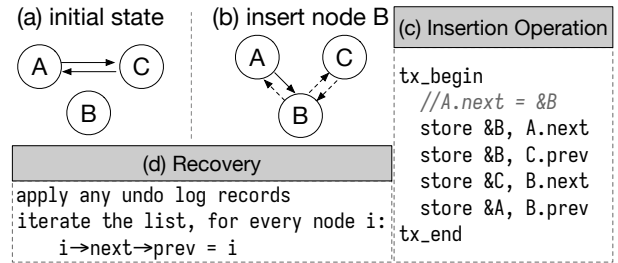 (a) initial state
A
C
B
(b) insert node B
A
C
B
(c) Insertion Operation
tx_begin
//A.next = &B
store &B, A.next
store &B, C.prev
store &C, B.next
store &A, B.prev
tx_end
(d) Recovery
apply any undo log records
iterate the list, for every node i:
i→next→prev = i